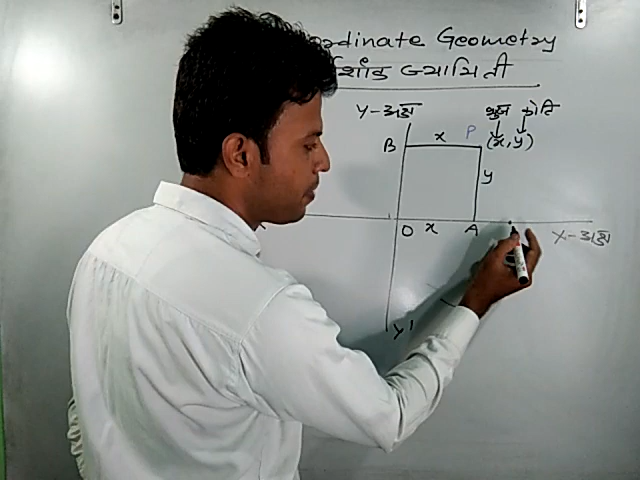 ordinate Geometry
ज्यामिती
Y-अक्ष भुज कोटि
B x P (x,y)
y
O x A X-अक्ष
Y'